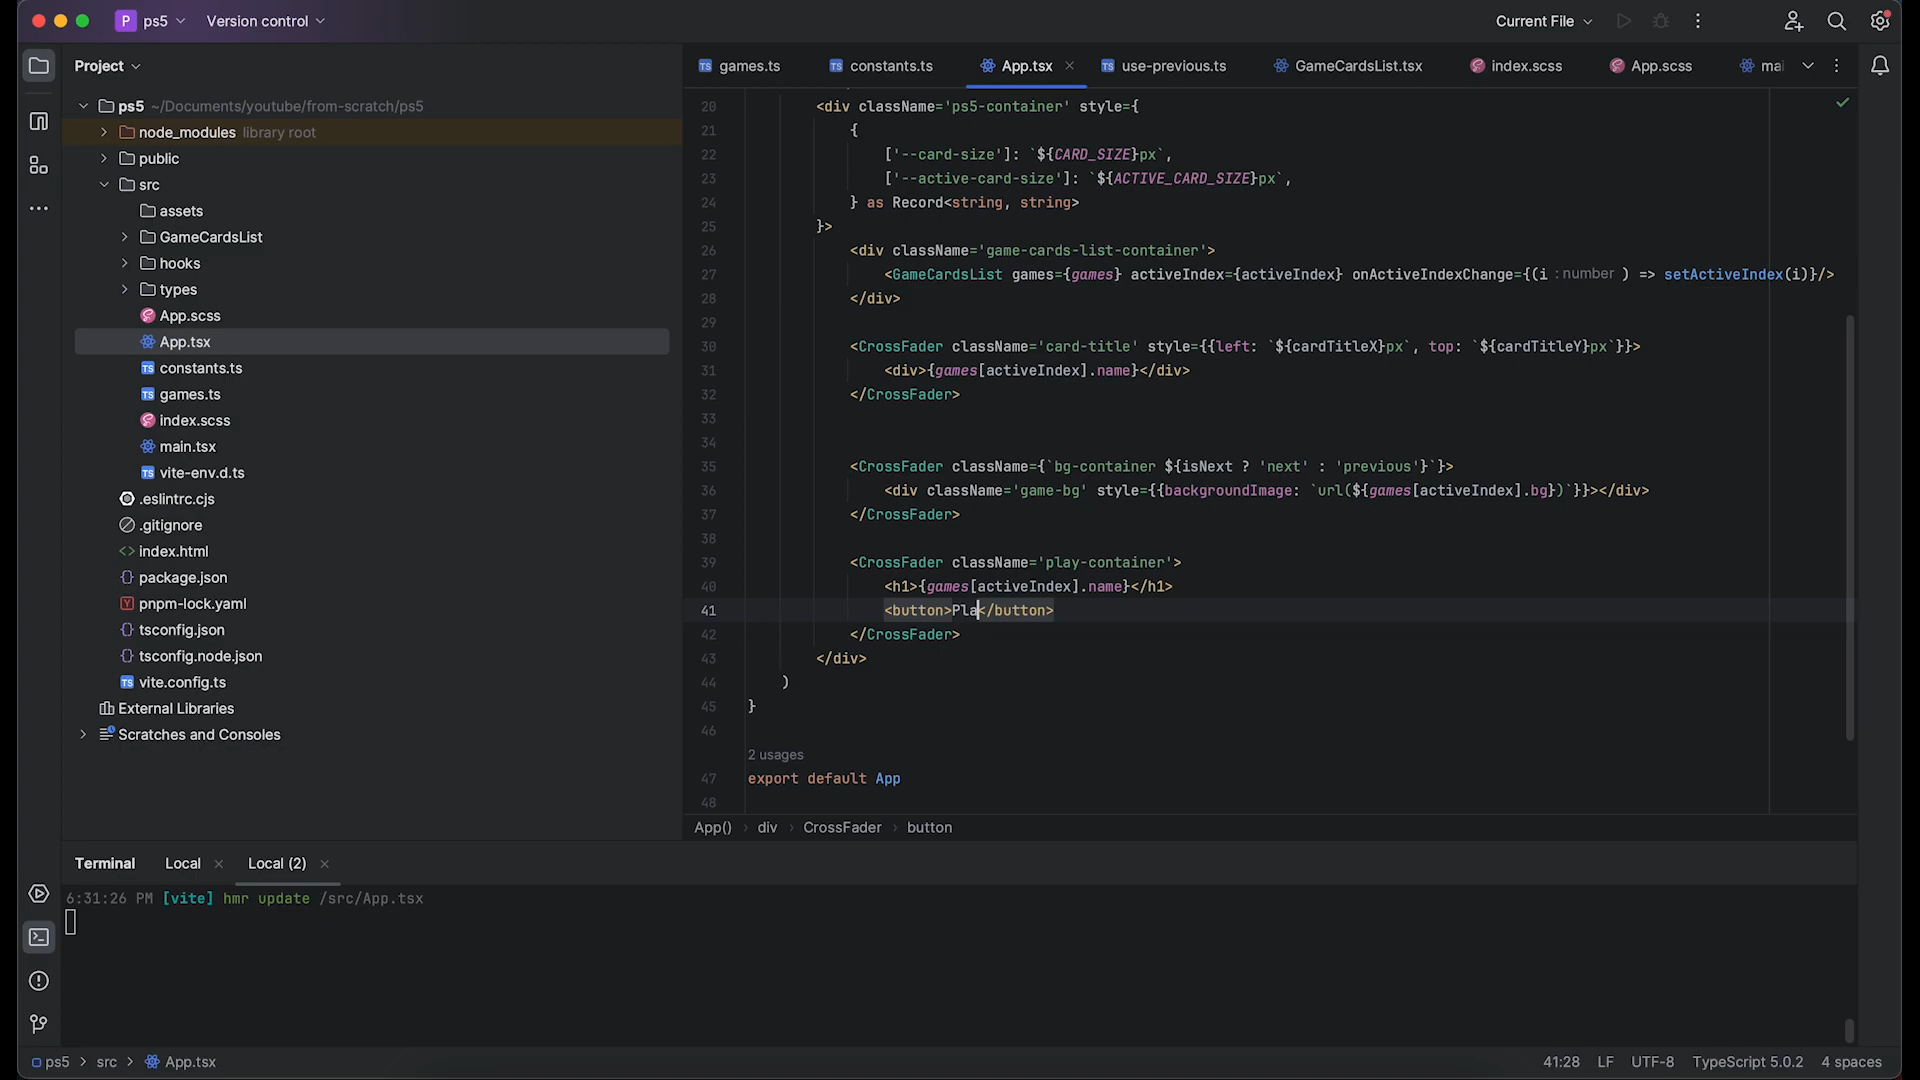 P ps5 Version control Current File
Project
ps5 ~/Documents/youtube/from-scratch/ps5
node_modules library root
public
src
assets
GameCardsList
hooks
types
App.scss
App.tsx
TS constants.ts
TS games.ts
index.scss
main.tsx
TS vite-env.d.ts
.eslintrc.cjs
.gitignore
<> index.html
{} package.json
Y pnpm-lock.yaml
{} tsconfig.json
{} tsconfig.node.json
TS vite.config.ts
External Libraries
Scratches and Consoles
TS games.ts TS constants.ts App.tsx TS use-previous.ts GameCardsList.tsx index.scss App.scss mai
20 <div className='ps5-container' style={
21 {
22 ['--card-size']: `${CARD_SIZE}px`,
23 ['--active-card-size']: `${ACTIVE_CARD_SIZE}px`,
24 } as Record<string, string>
25 }>
26 <div className='game-cards-list-container'>
27 <GameCardsList games={games} activeIndex={activeIndex} onActiveIndexChange={(i : number ) => setActiveIndex(i)}/>
28 </div>
29
30 <CrossFader className='card-title' style={{left: `${cardTitleX}px`, top: `${cardTitleY}px`}}>
31 <div>{games[activeIndex].name}</div>
32 </CrossFader>
33
34
35 <CrossFader className={`bg-container ${isNext ? 'next' : 'previous'}`}>
36 <div className='game-bg' style={{backgroundImage: `url(${games[activeIndex].bg})`}}></div>
37 </CrossFader>
38
39 <CrossFader className='play-container'>
40 <h1>{games[activeIndex].name}</h1>
41 <button>Pla</button>
42 </CrossFader>
43 </div>
44 )
45 }
46
2 usages
47 export default App
48
App() › div › CrossFader › button
Terminal Local × Local (2) ×
6:31:26 PM [vite] hmr update /src/App.tsx
ps5 > src > App.tsx 41:28 LF UTF-8 TypeScript 5.0.2 4 spaces